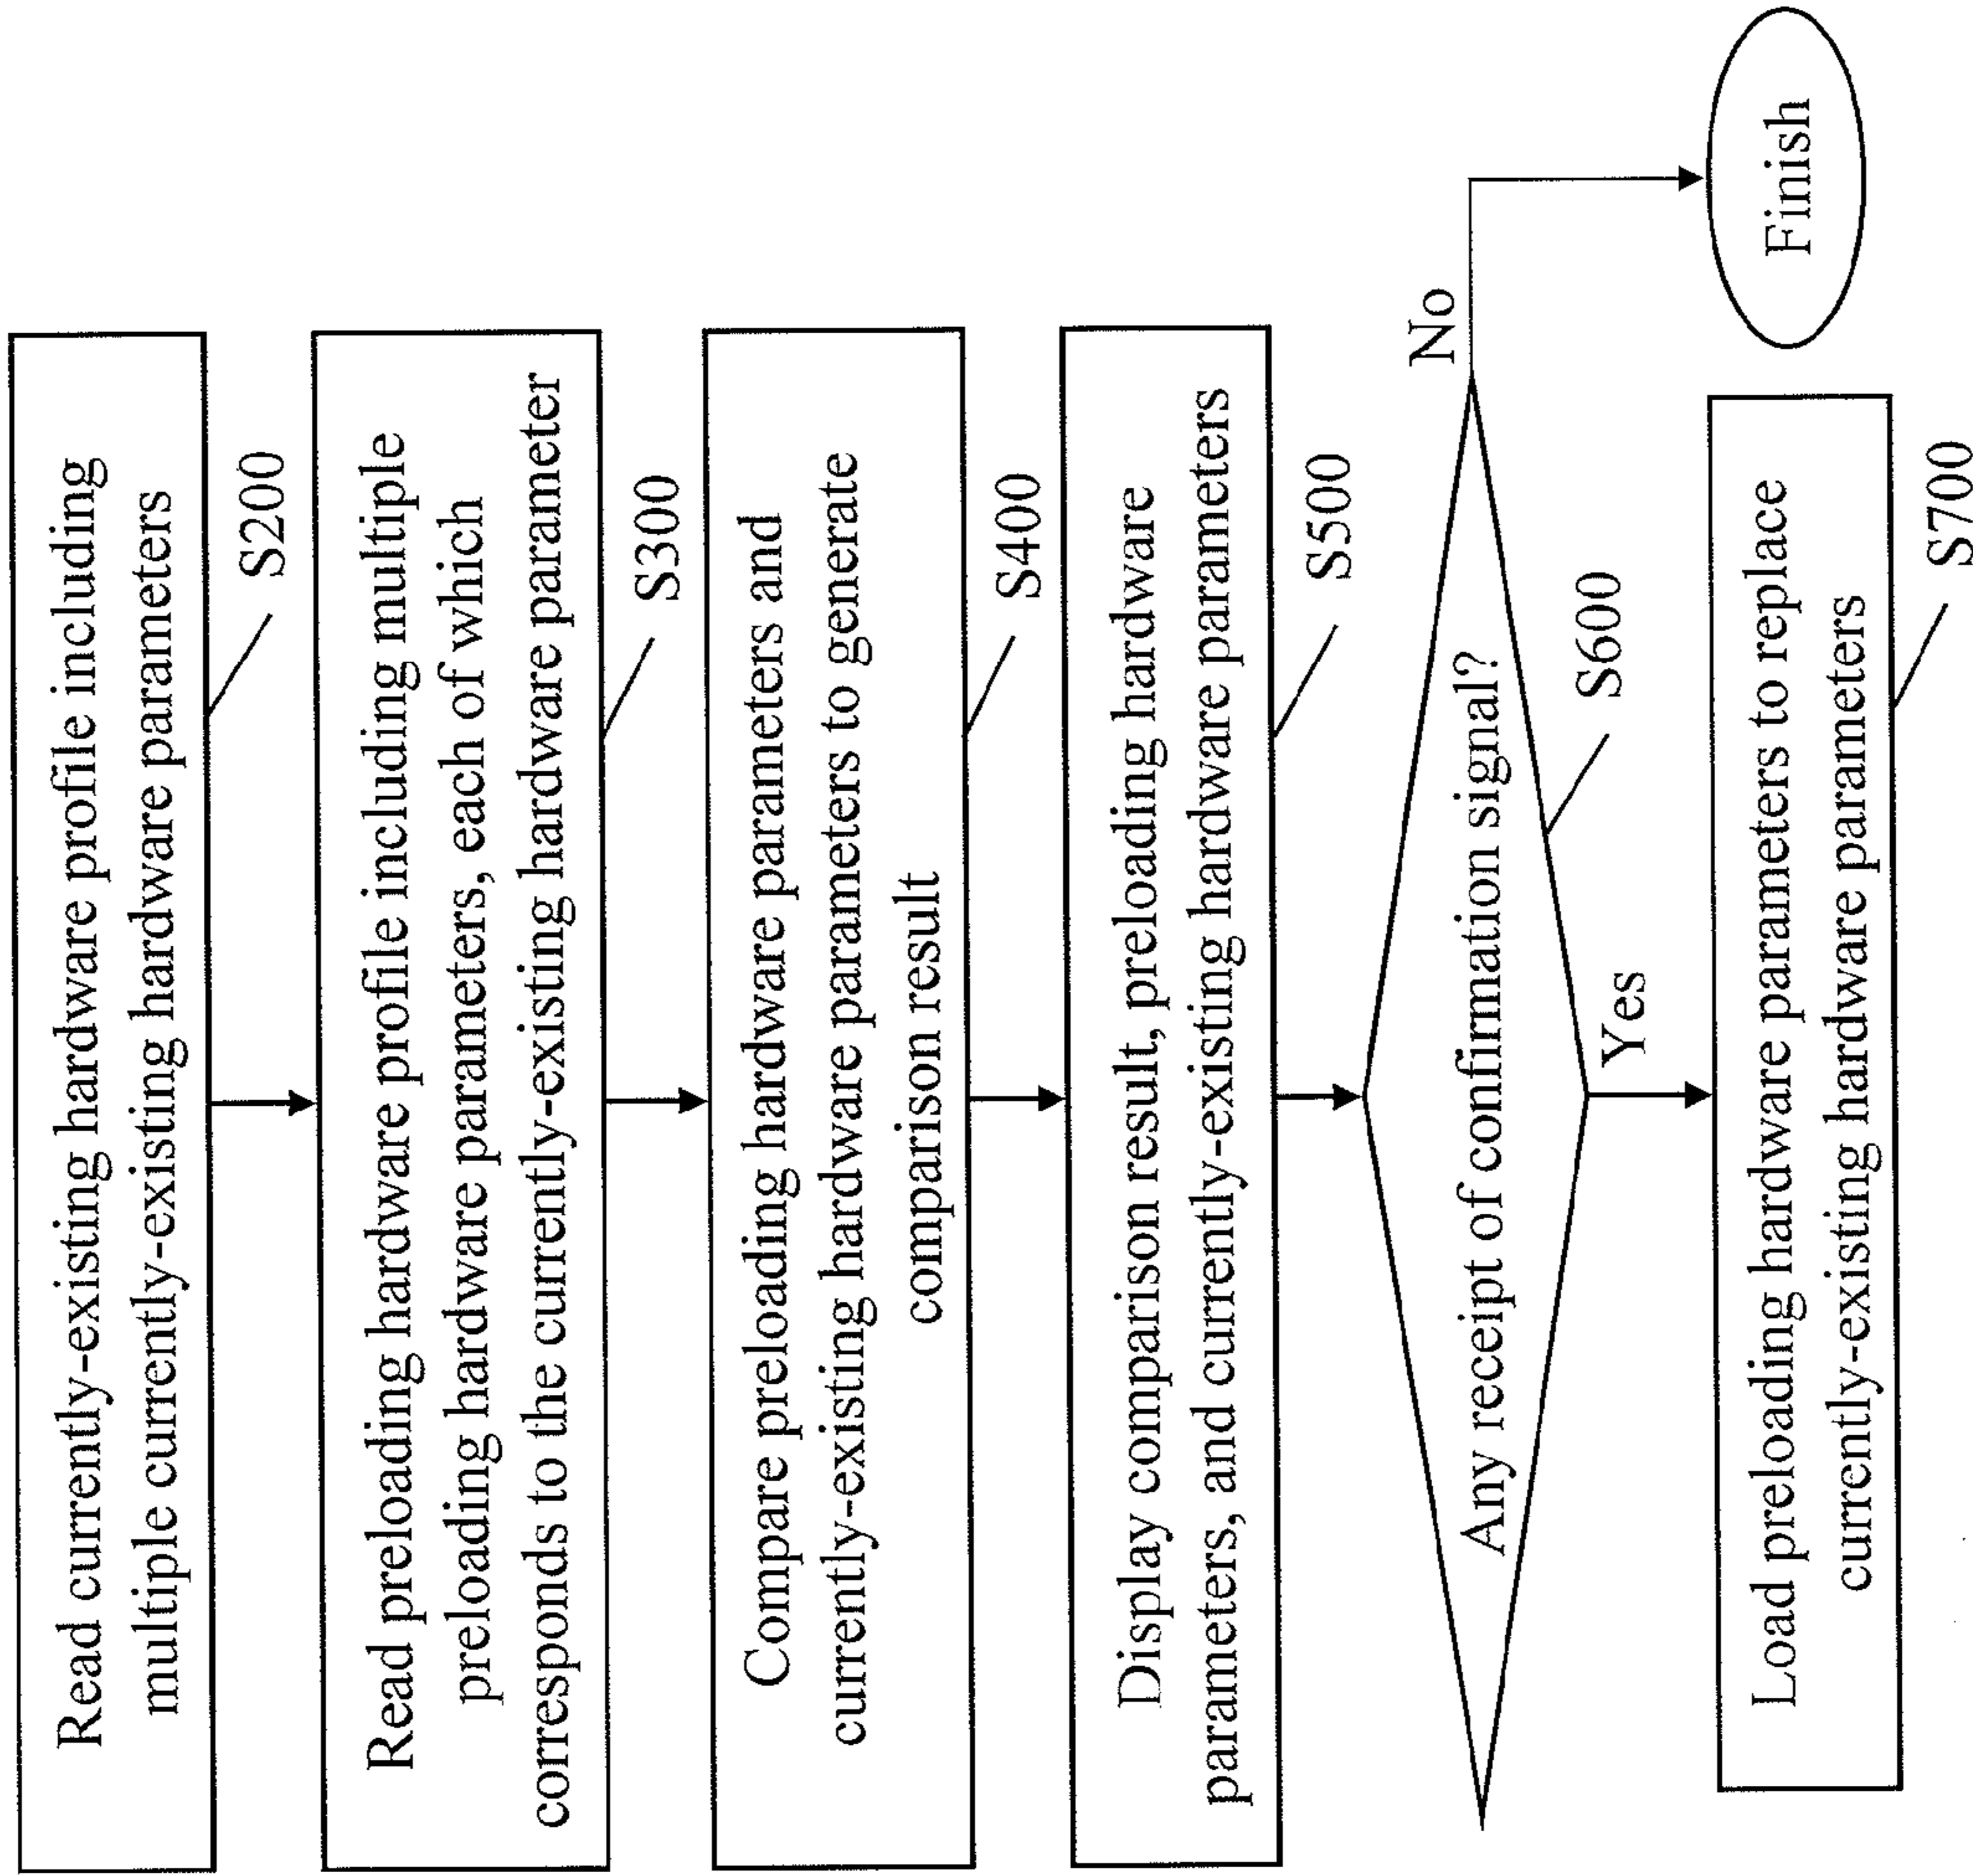 Read currently-existing hardware profile including
multiple currently-existing hardware parameters
S200
Read preloading hardware profile including multiple
preloading hardware parameters, each of which
corresponds to the currently-existing hardware parameter
S300
Compare preloading hardware parameters and
currently-existing hardware parameters to generate
comparison result
S400
Display comparison result, preloading hardware
parameters, and currently-existing hardware parameters
S500
Any receipt of confirmation signal?
No
S600
Yes
Load preloading hardware parameters to replace
currently-existing hardware parameters
S700
Finish